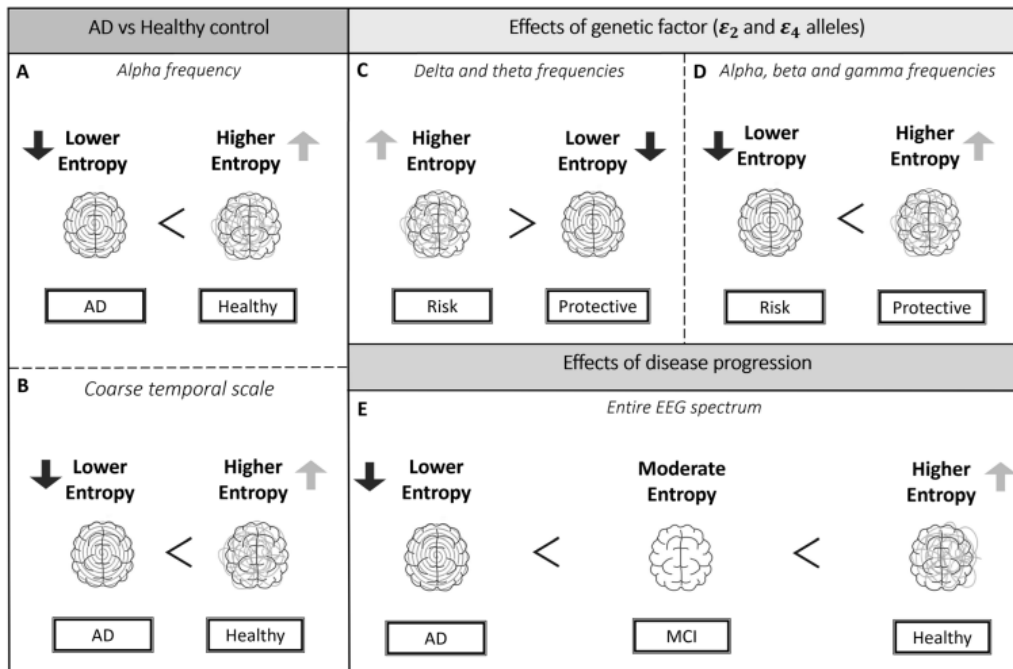 AD vs Healthy control
A
Alpha frequency
Lower
Entropy
Higher
Entropy
<
AD
Healthy
B
Coarse temporal scale
Lower
Entropy
Higher
Entropy
<
AD
Healthy
Effects of genetic factor (ε₂ and ε₄ alleles)
C
Delta and theta frequencies
Higher
Entropy
Lower
Entropy
>
Risk
Protective
D
Alpha, beta and gamma frequencies
Lower
Entropy
Higher
Entropy
<
Risk
Protective
Effects of disease progression
E
Entire EEG spectrum
Lower
Entropy
Moderate
Entropy
Higher
Entropy
<
<
AD
MCI
Healthy